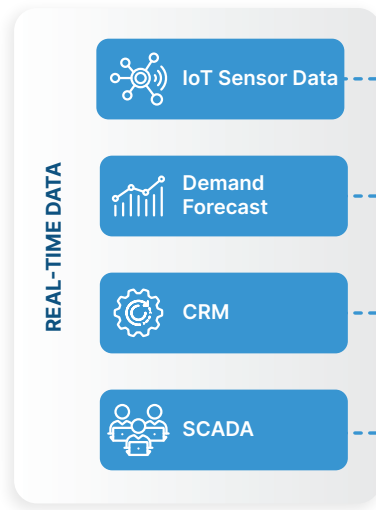 REAL-TIME DATA
IoT Sensor Data
Demand
Forecast
CRM
SCADA